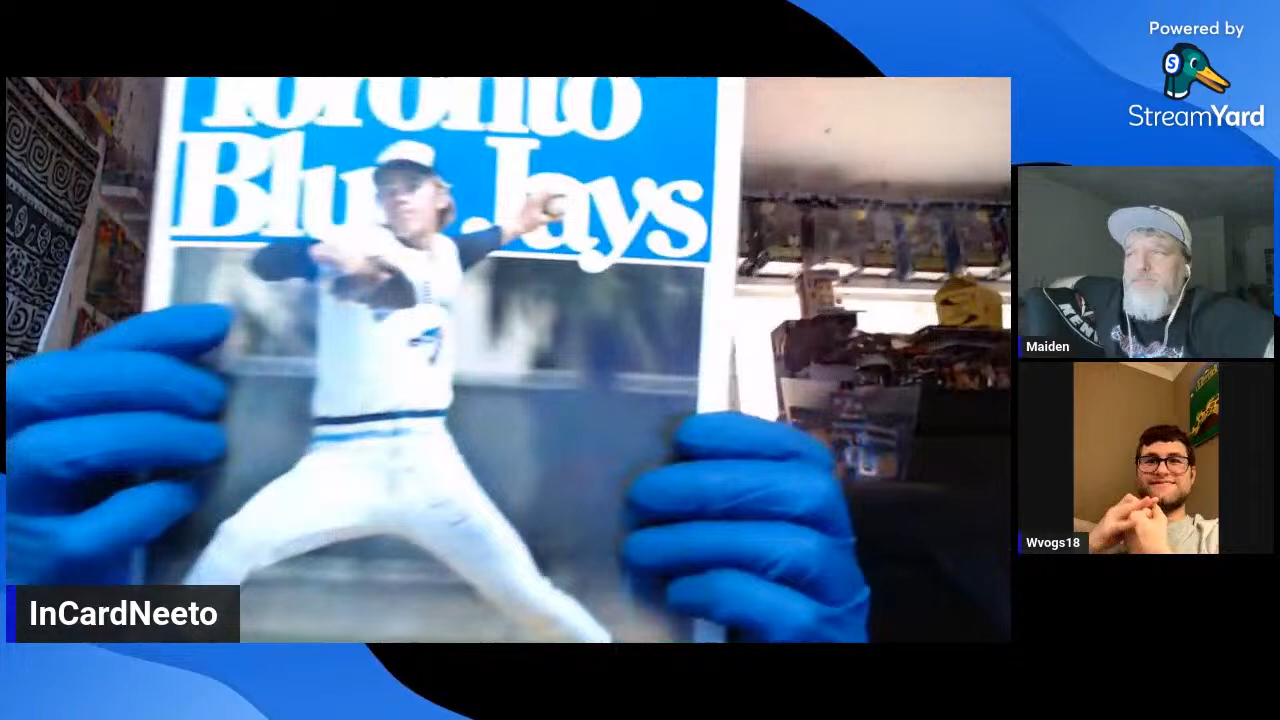 Powered by
StreamYard
Toronto
Blue Jays
Maiden
Wvogs18
InCardNeeto